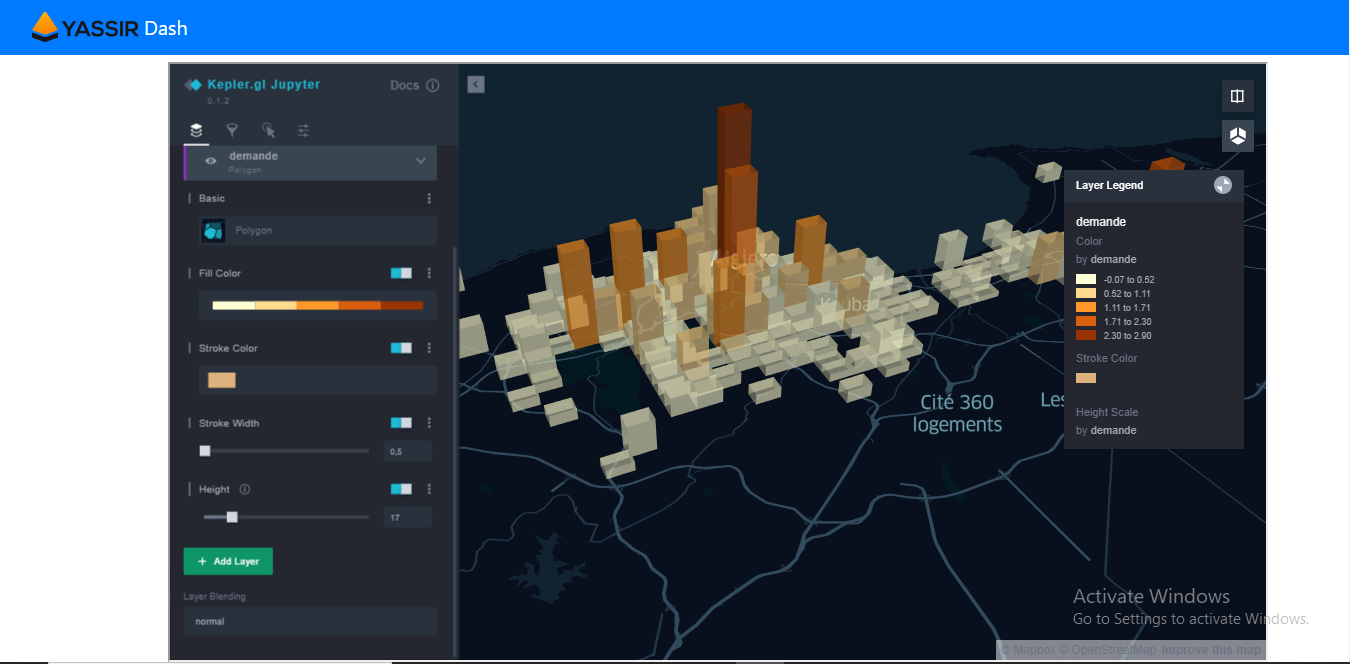 YASSIR Dash
Kepler.gl Jupyter
0.1.2
Docs
demande
Polygon
Basic
Polygon
Fill Color
Stroke Color
Stroke Width
0,5
Height
17
+ Add Layer
Layer Blending
normal
Algiers
Kouba
Cité 360
logements
Les
Layer Legend
demande
Color
by demande
-0.07 to 0.52
0.52 to 1.11
1.11 to 1.71
1.71 to 2.30
2.30 to 2.90
Stroke Color
Height Scale
by demande
Activate Windows
Go to Settings to activate Windows.
© Mapbox © OpenStreetMap Improve this map